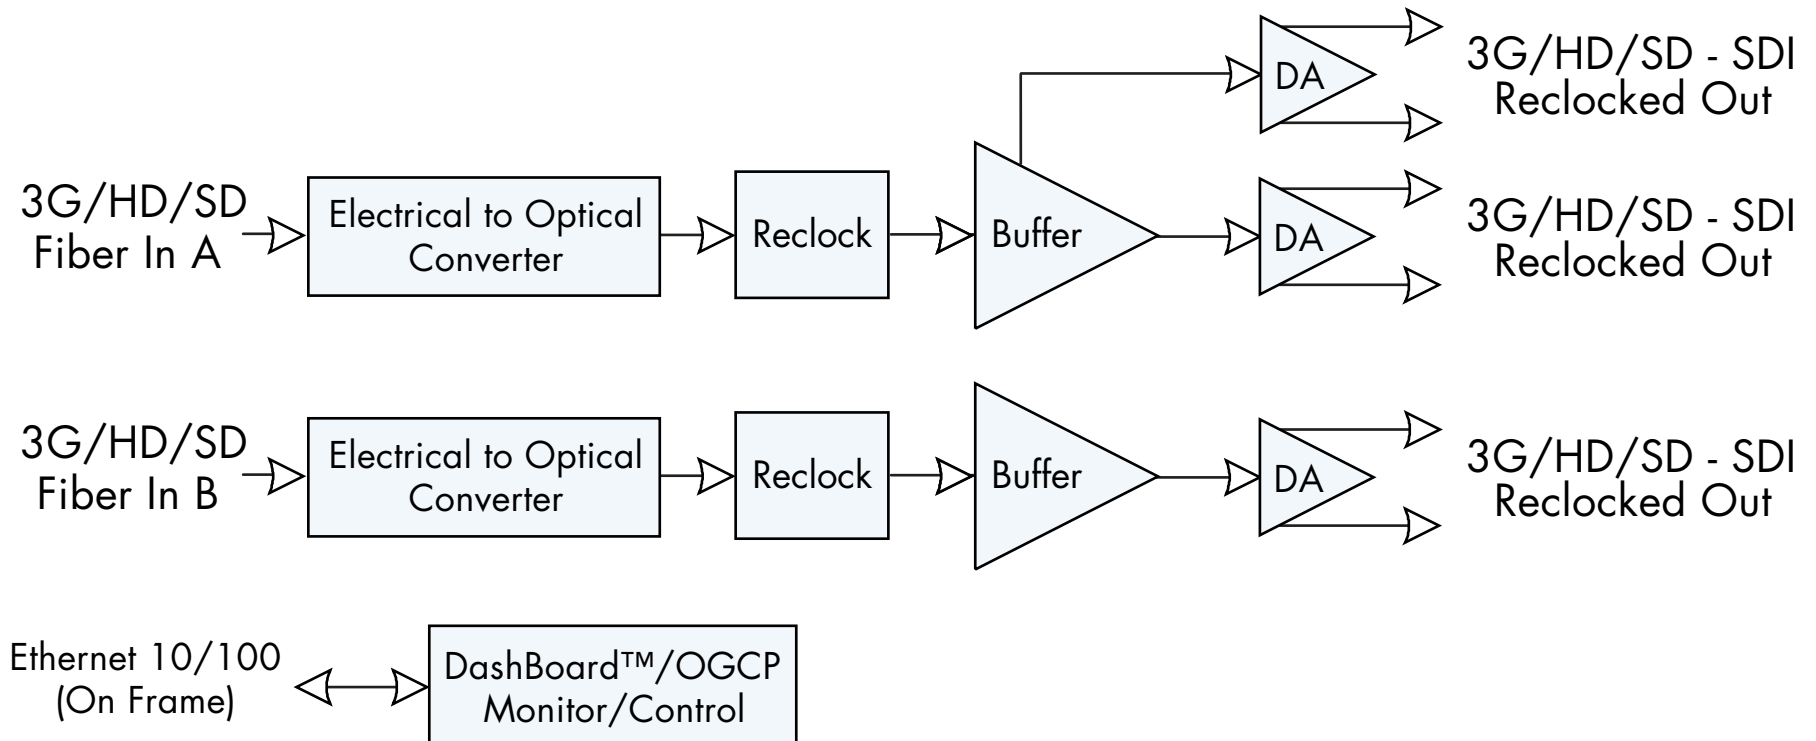 3G/HD/SD - SDI
Reclocked Out
DA
3G/HD/SD
Fiber In A
Electrical to Optical
Converter
Reclock
Buffer
DA
3G/HD/SD - SDI
Reclocked Out
3G/HD/SD
Fiber In B
Electrical to Optical
Converter
Reclock
Buffer
DA
3G/HD/SD - SDI
Reclocked Out
Ethernet 10/100
(On Frame)
DashBoard™/OGCP
Monitor/Control